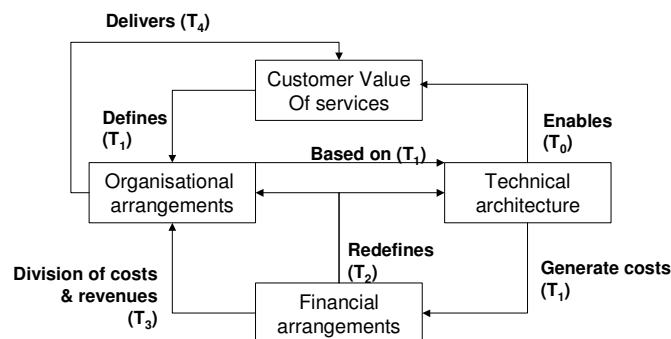 Delivers (T₄)
Customer Value
Of services
Defines
(T₁)
Enables
(T₀)
Based on (T₁)
Organisational
arrangements
Technical
architecture
Redefines
(T₂)
Division of costs
& revenues
(T₃)
Generate costs
(T₁)
Financial
arrangements